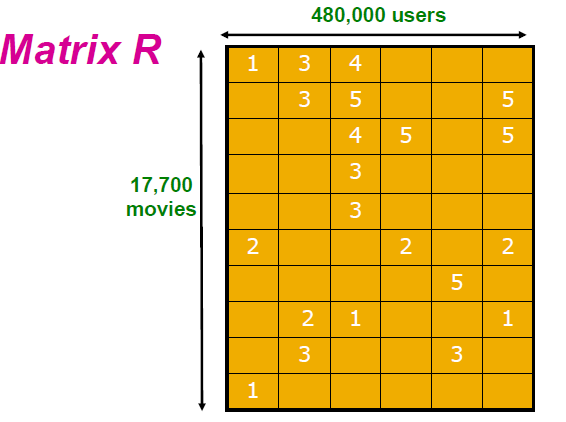 480,000 users
Matrix R
17,700
movies
1 3 4
3 5 5
4 5 5
3
3
2 2 2
5
2 1 1
3 3
1